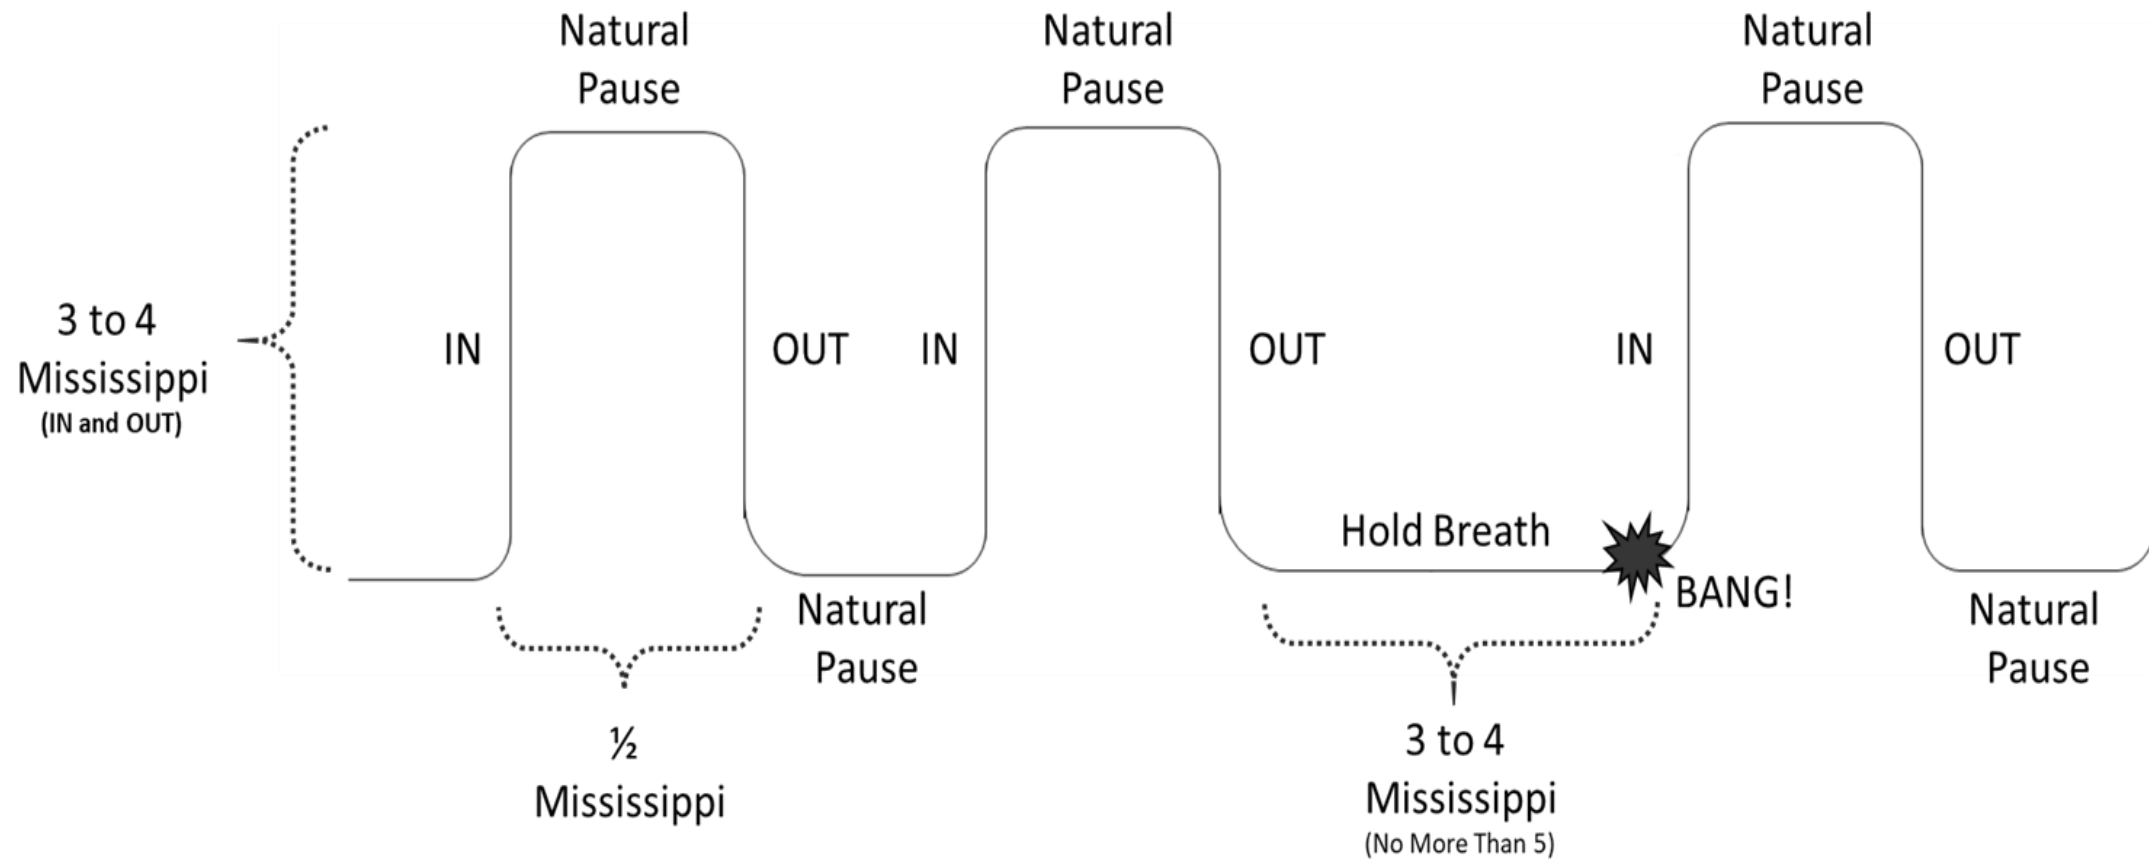 Natural
Pause
Natural
Pause
Natural
Pause
3 to 4
Mississippi
(IN and OUT)
IN
OUT
IN
OUT
IN
OUT
Hold Breath
BANG!
Natural
Pause
Natural
Pause
½
Mississippi
3 to 4
Mississippi
(No More Than 5)